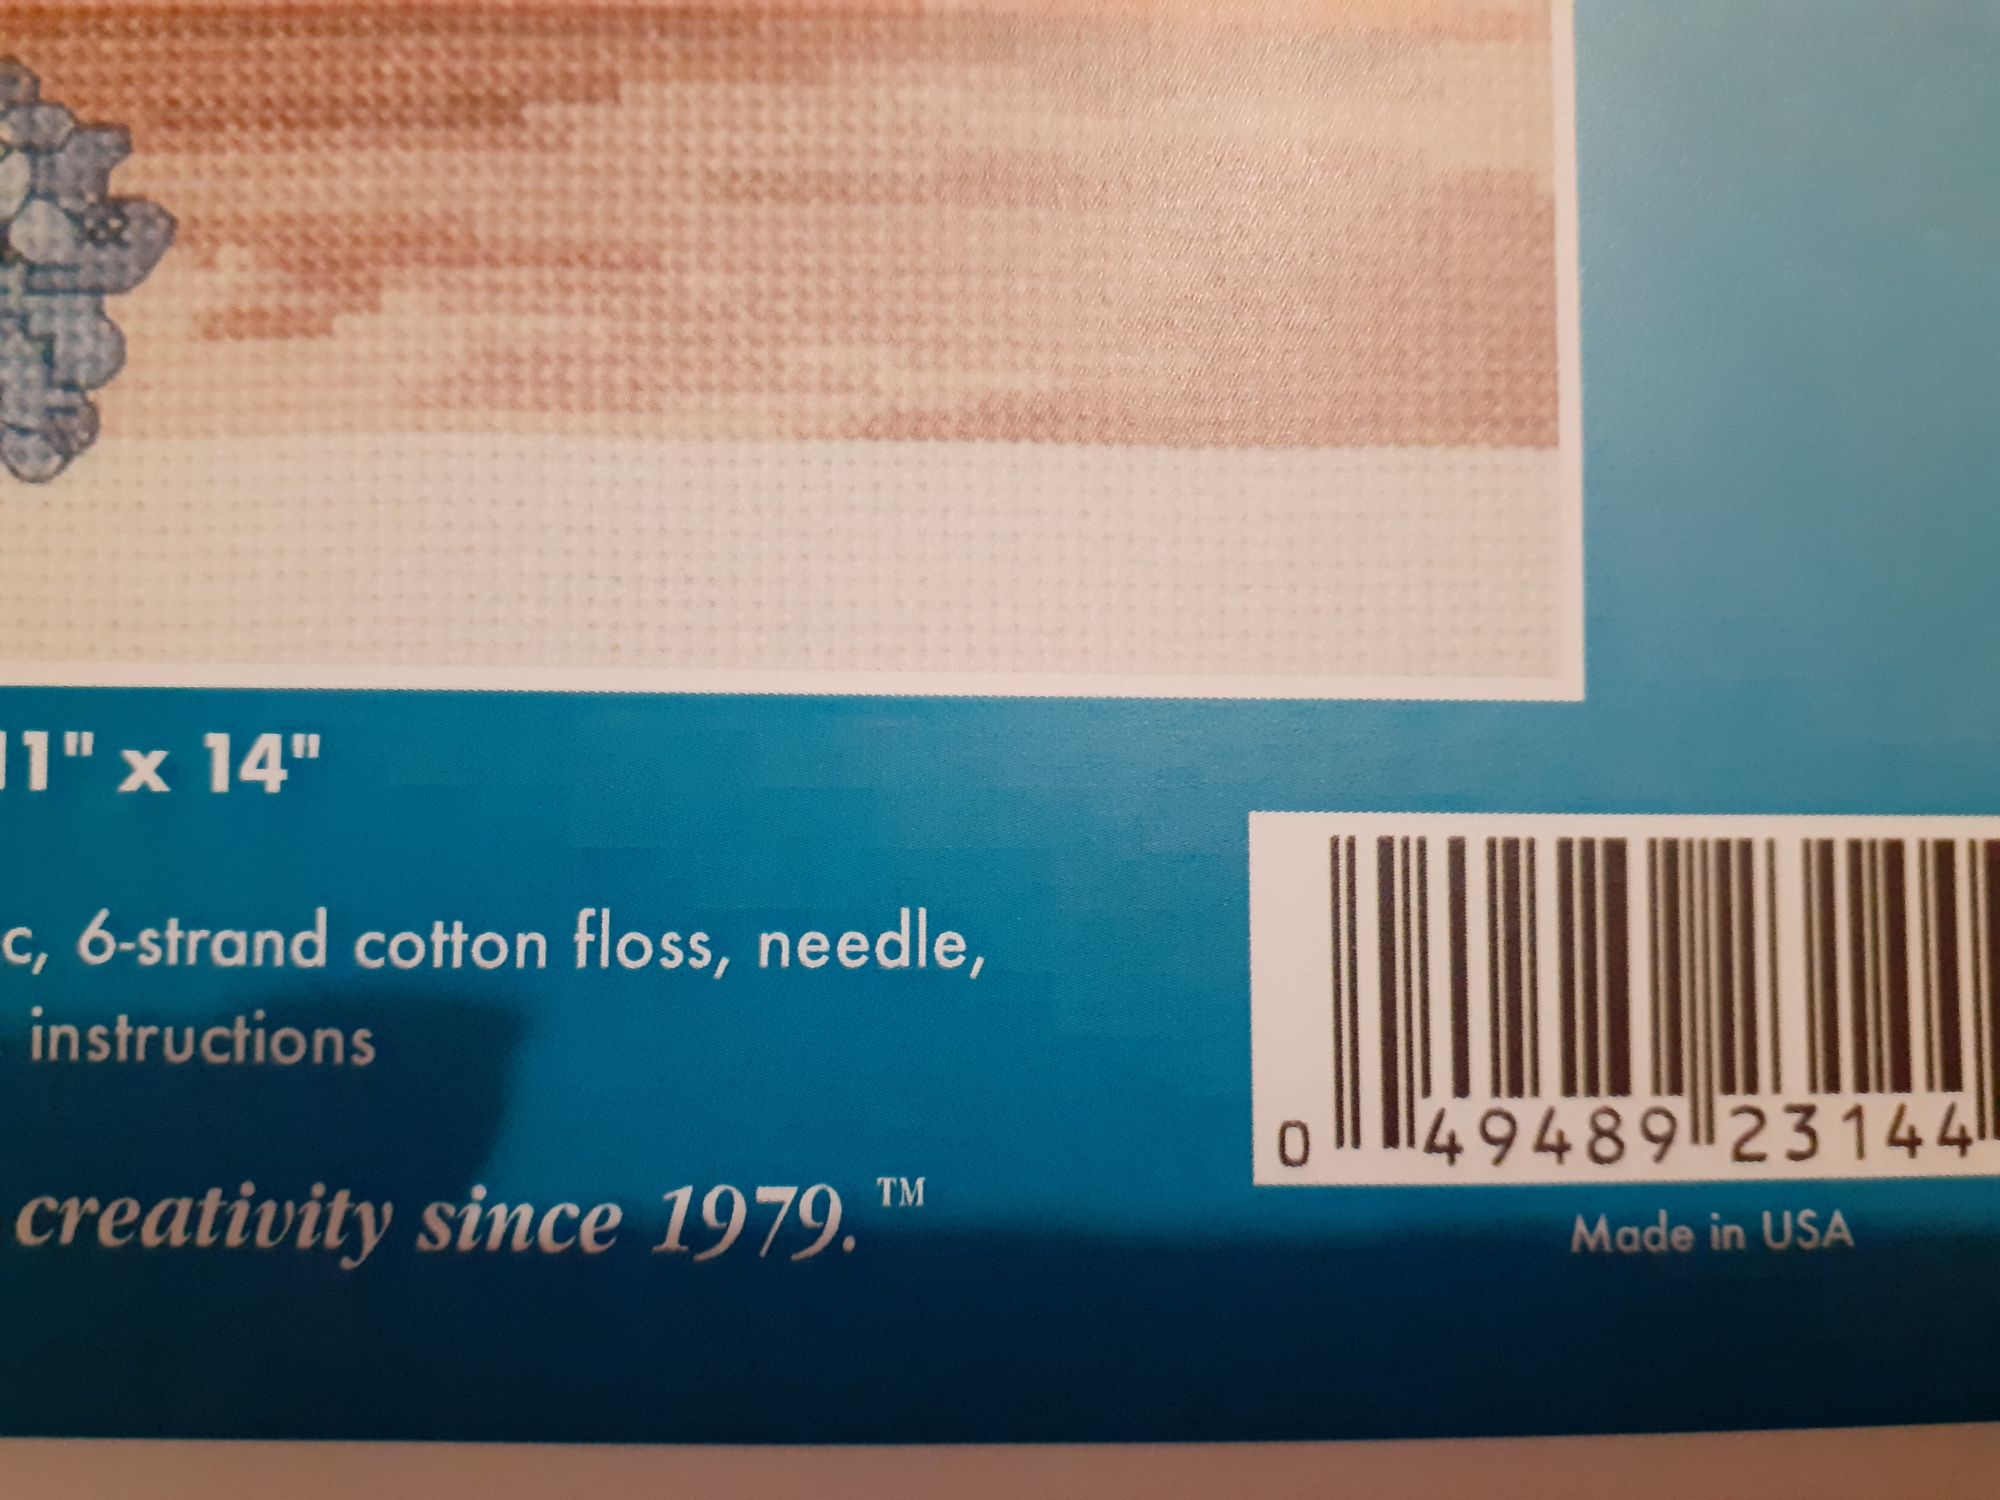 11" x 14"
c, 6-strand cotton floss, needle,
instructions
creativity since 1979.™
0 49489 23144
Made in USA